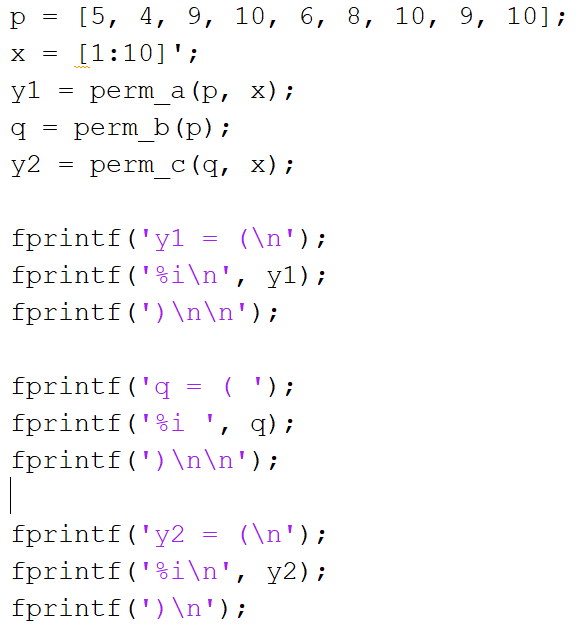 p = [5, 4, 9, 10, 6, 8, 10, 9, 10];
x = [1:10]';
y1 = perm_a(p, x);
q = perm_b(p);
y2 = perm_c(q, x);
fprintf('y1 = (\n');
fprintf('%i\n', y1);
fprintf(')\n\n');
fprintf('q = ( ');
fprintf('%i ', q);
fprintf(')\n\n');
fprintf('y2 = (\n');
fprintf('%i\n', y2);
fprintf(')\n');